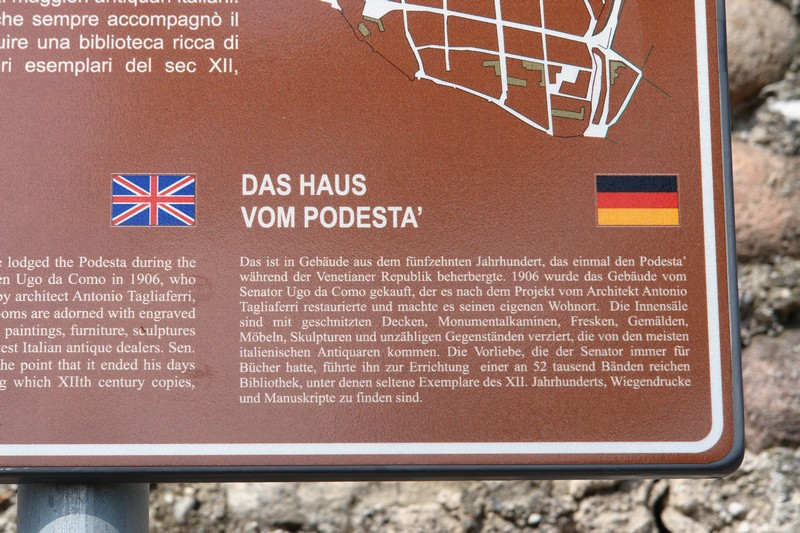 che sempre accompagnò il
uire una biblioteca ricca di
ri esemplari del sec XII,
DAS HAUS
VOM PODESTA'
lodged the Podesta during the
en Ugo da Como in 1906, who
by architect Antonio Tagliaferri,
oms are adorned with engraved
paintings, furniture, sculptures
test Italian antique dealers. Sen.
he point that it ended his days
g which XIIth century copies,
Das ist in Gebäude aus dem fünfzehnten Jahrhundert, das einmal den Podesta'
während der Venetianer Republik beherbergte. 1906 wurde das Gebäude vom
Senator Ugo da Como gekauft, der es nach dem Projekt vom Architekt Antonio
Tagliaferri restaurierte und machte es seinen eigenen Wohnort. Die Innensäle
sind mit geschnitzten Decken, Monumentalkaminen, Fresken, Gemälden,
Möbeln, Skulpturen und unzähligen Gegenständen verziert, die von den meisten
italienischen Antiquaren kommen. Die Vorliebe, die der Senator immer für
Bücher hatte, führte ihn zur Errichtung einer an 52 tausend Bänden reichen
Bibliothek, unter denen seltene Exemplare des XII. Jahrhunderts, Wiegendrucke
und Manuskripte zu finden sind.